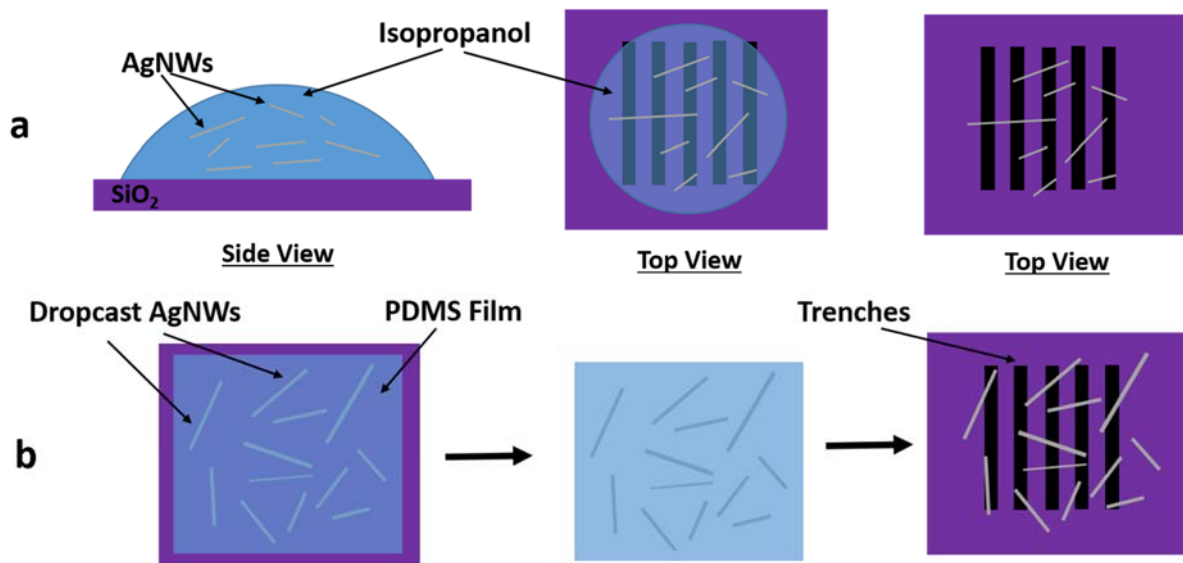 Isopropanol
AgNWs
a
SiO₂
Side View
Top View
Top View
Dropcast AgNWs
PDMS Film
Trenches
b